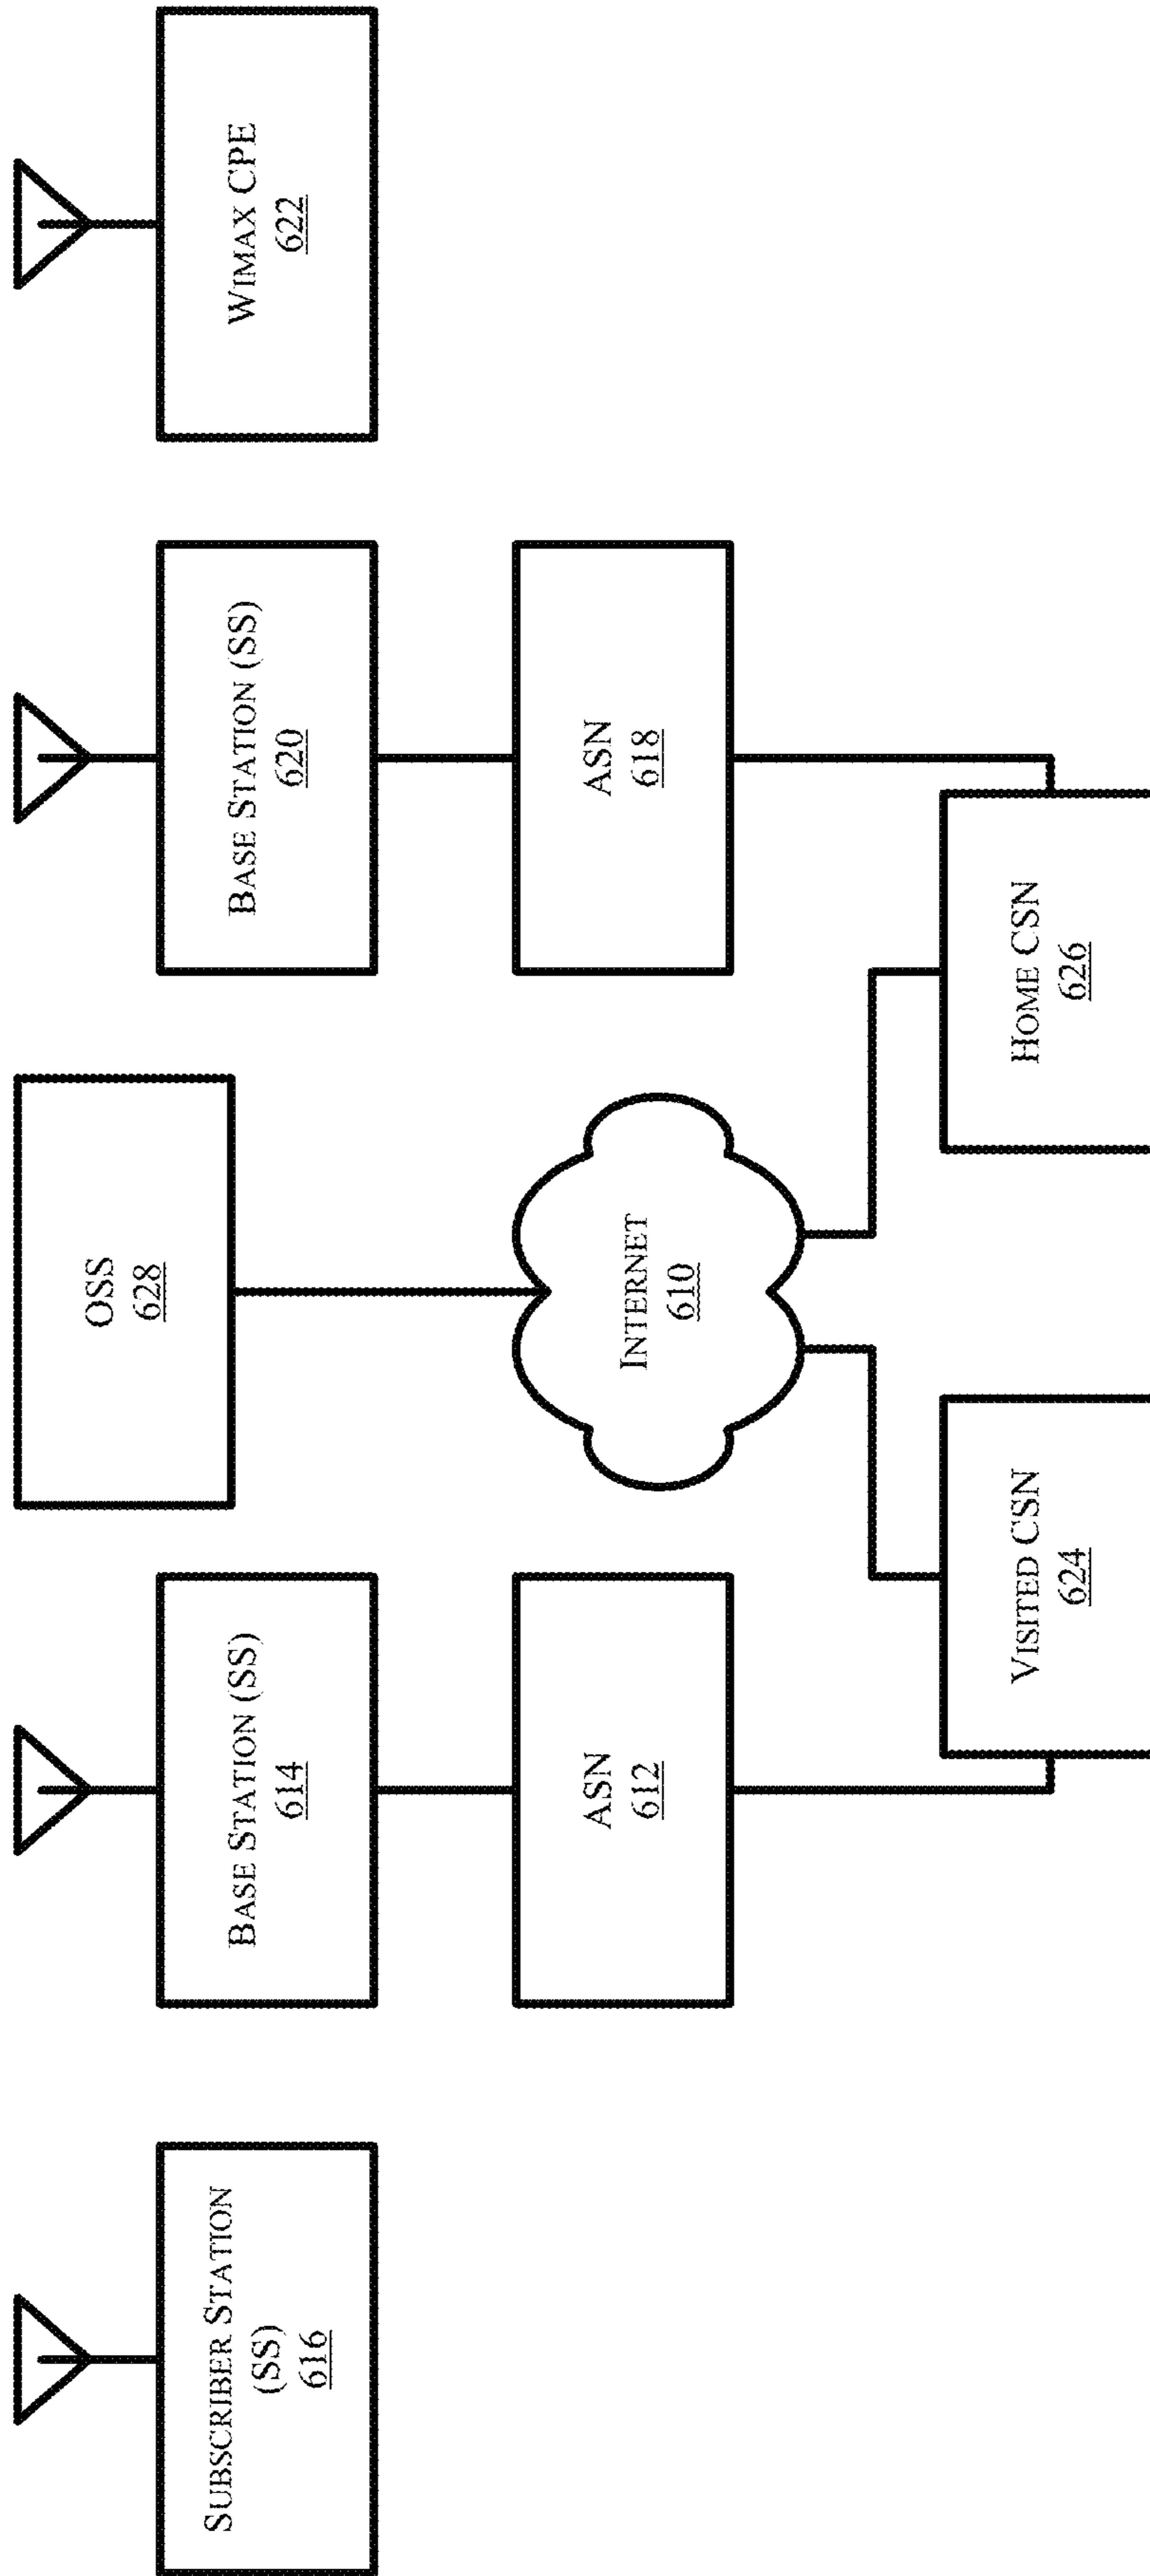 SUBSCRIBER STATION
(SS)
616
BASE STATION (SS)
614
OSS
628
BASE STATION (SS)
620
WIMAX CPE
622
ASN
612
INTERNET
610
ASN
618
VISITED CSN
624
HOME CSN
626